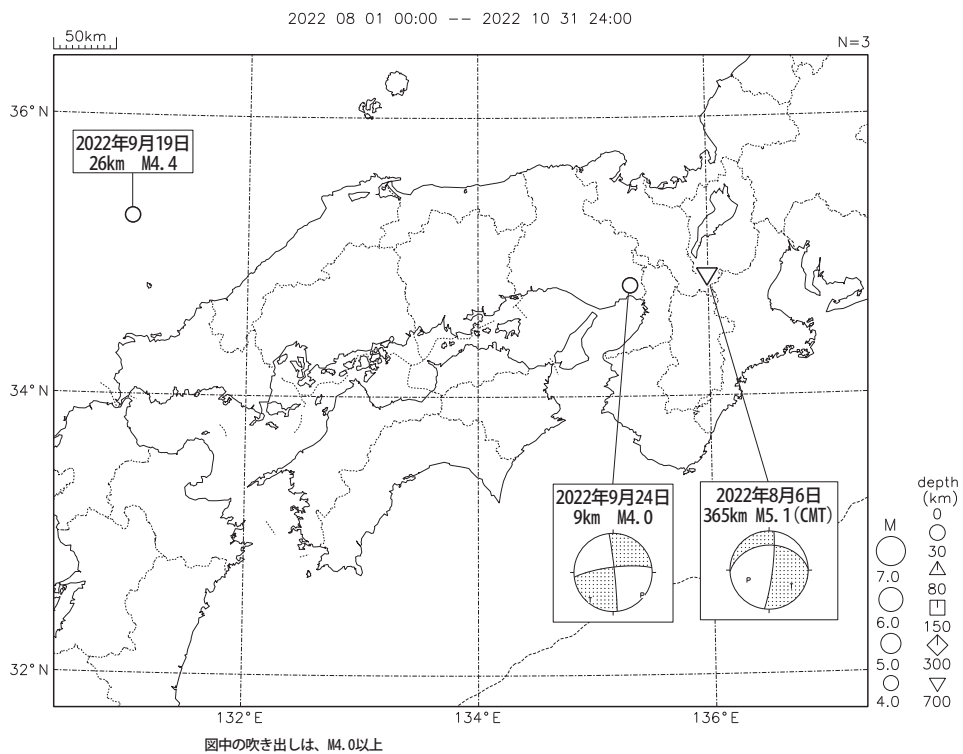 2022 08 01 00:00 -- 2022 10 31 24:00
50km
N=3
36°N
34°N
32°N
132°E
134°E
136°E
2022年9月19日
26km M4.4
2022年9月24日
9km M4.0
P
T
2022年8月6日
365km M5.1(CMT)
P
T
M
7.0
6.0
5.0
4.0
depth
(km)
0
30
80
150
300
700
図中の吹き出しは、M4.0以上